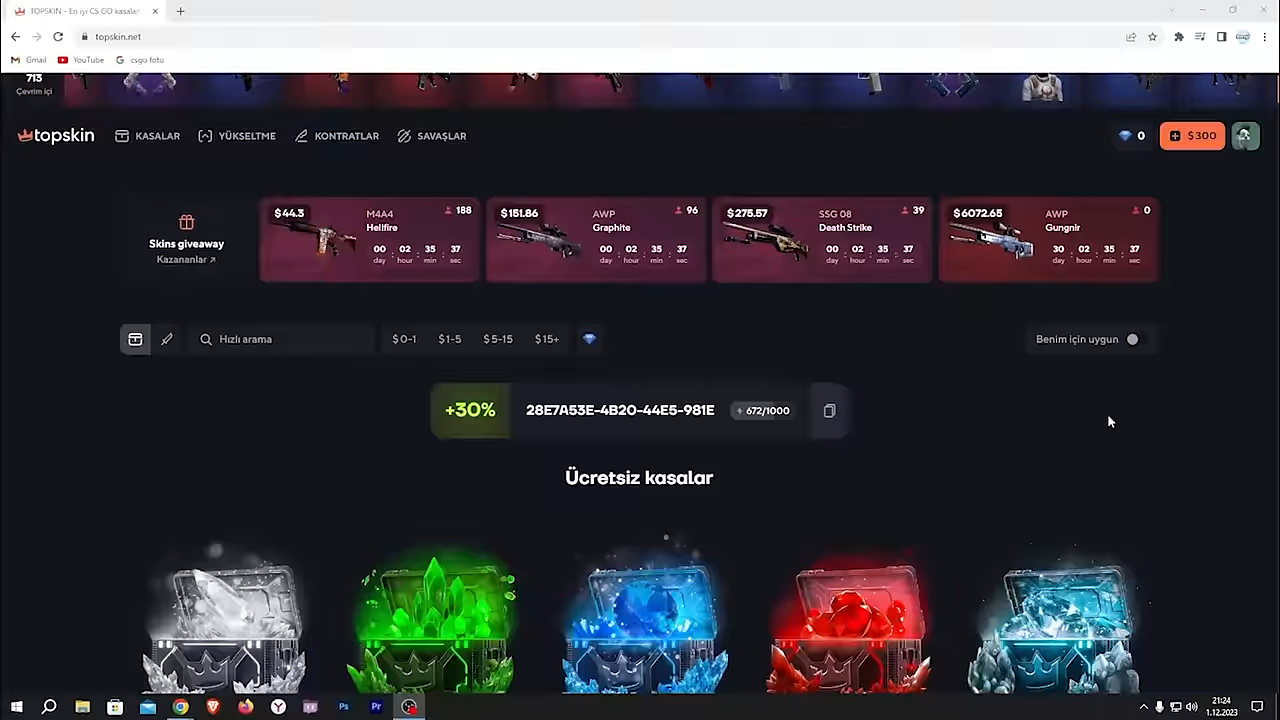 TOPSKIN - En iyi CS:GO kasaları
topskin.net
Gmail YouTube csgo foto
713
Çevrim içi
topskin KASALAR YÜKSELTME KONTRATLAR SAVAŞLAR 0 $300
Skins giveaway
Kazananlar
$44.3 M4A4 188
Hellfire
00 : 02 : 35 : 37
day hour min sec
$151.86 AWP 96
Graphite
00 : 02 : 35 : 37
day hour min sec
$275.57 SSG 08 39
Death Strike
00 : 02 : 35 : 37
day hour min sec
$6072.65 AWP 0
Gungnir
30 : 02 : 35 : 37
day hour min sec
Hızlı arama $0-1 $1-5 $5-15 $15+ Benim için uygun
+30% 28E7A53E-4B20-44E5-981E 672/1000
Ücretsiz kasalar
21:24
1.12.2023